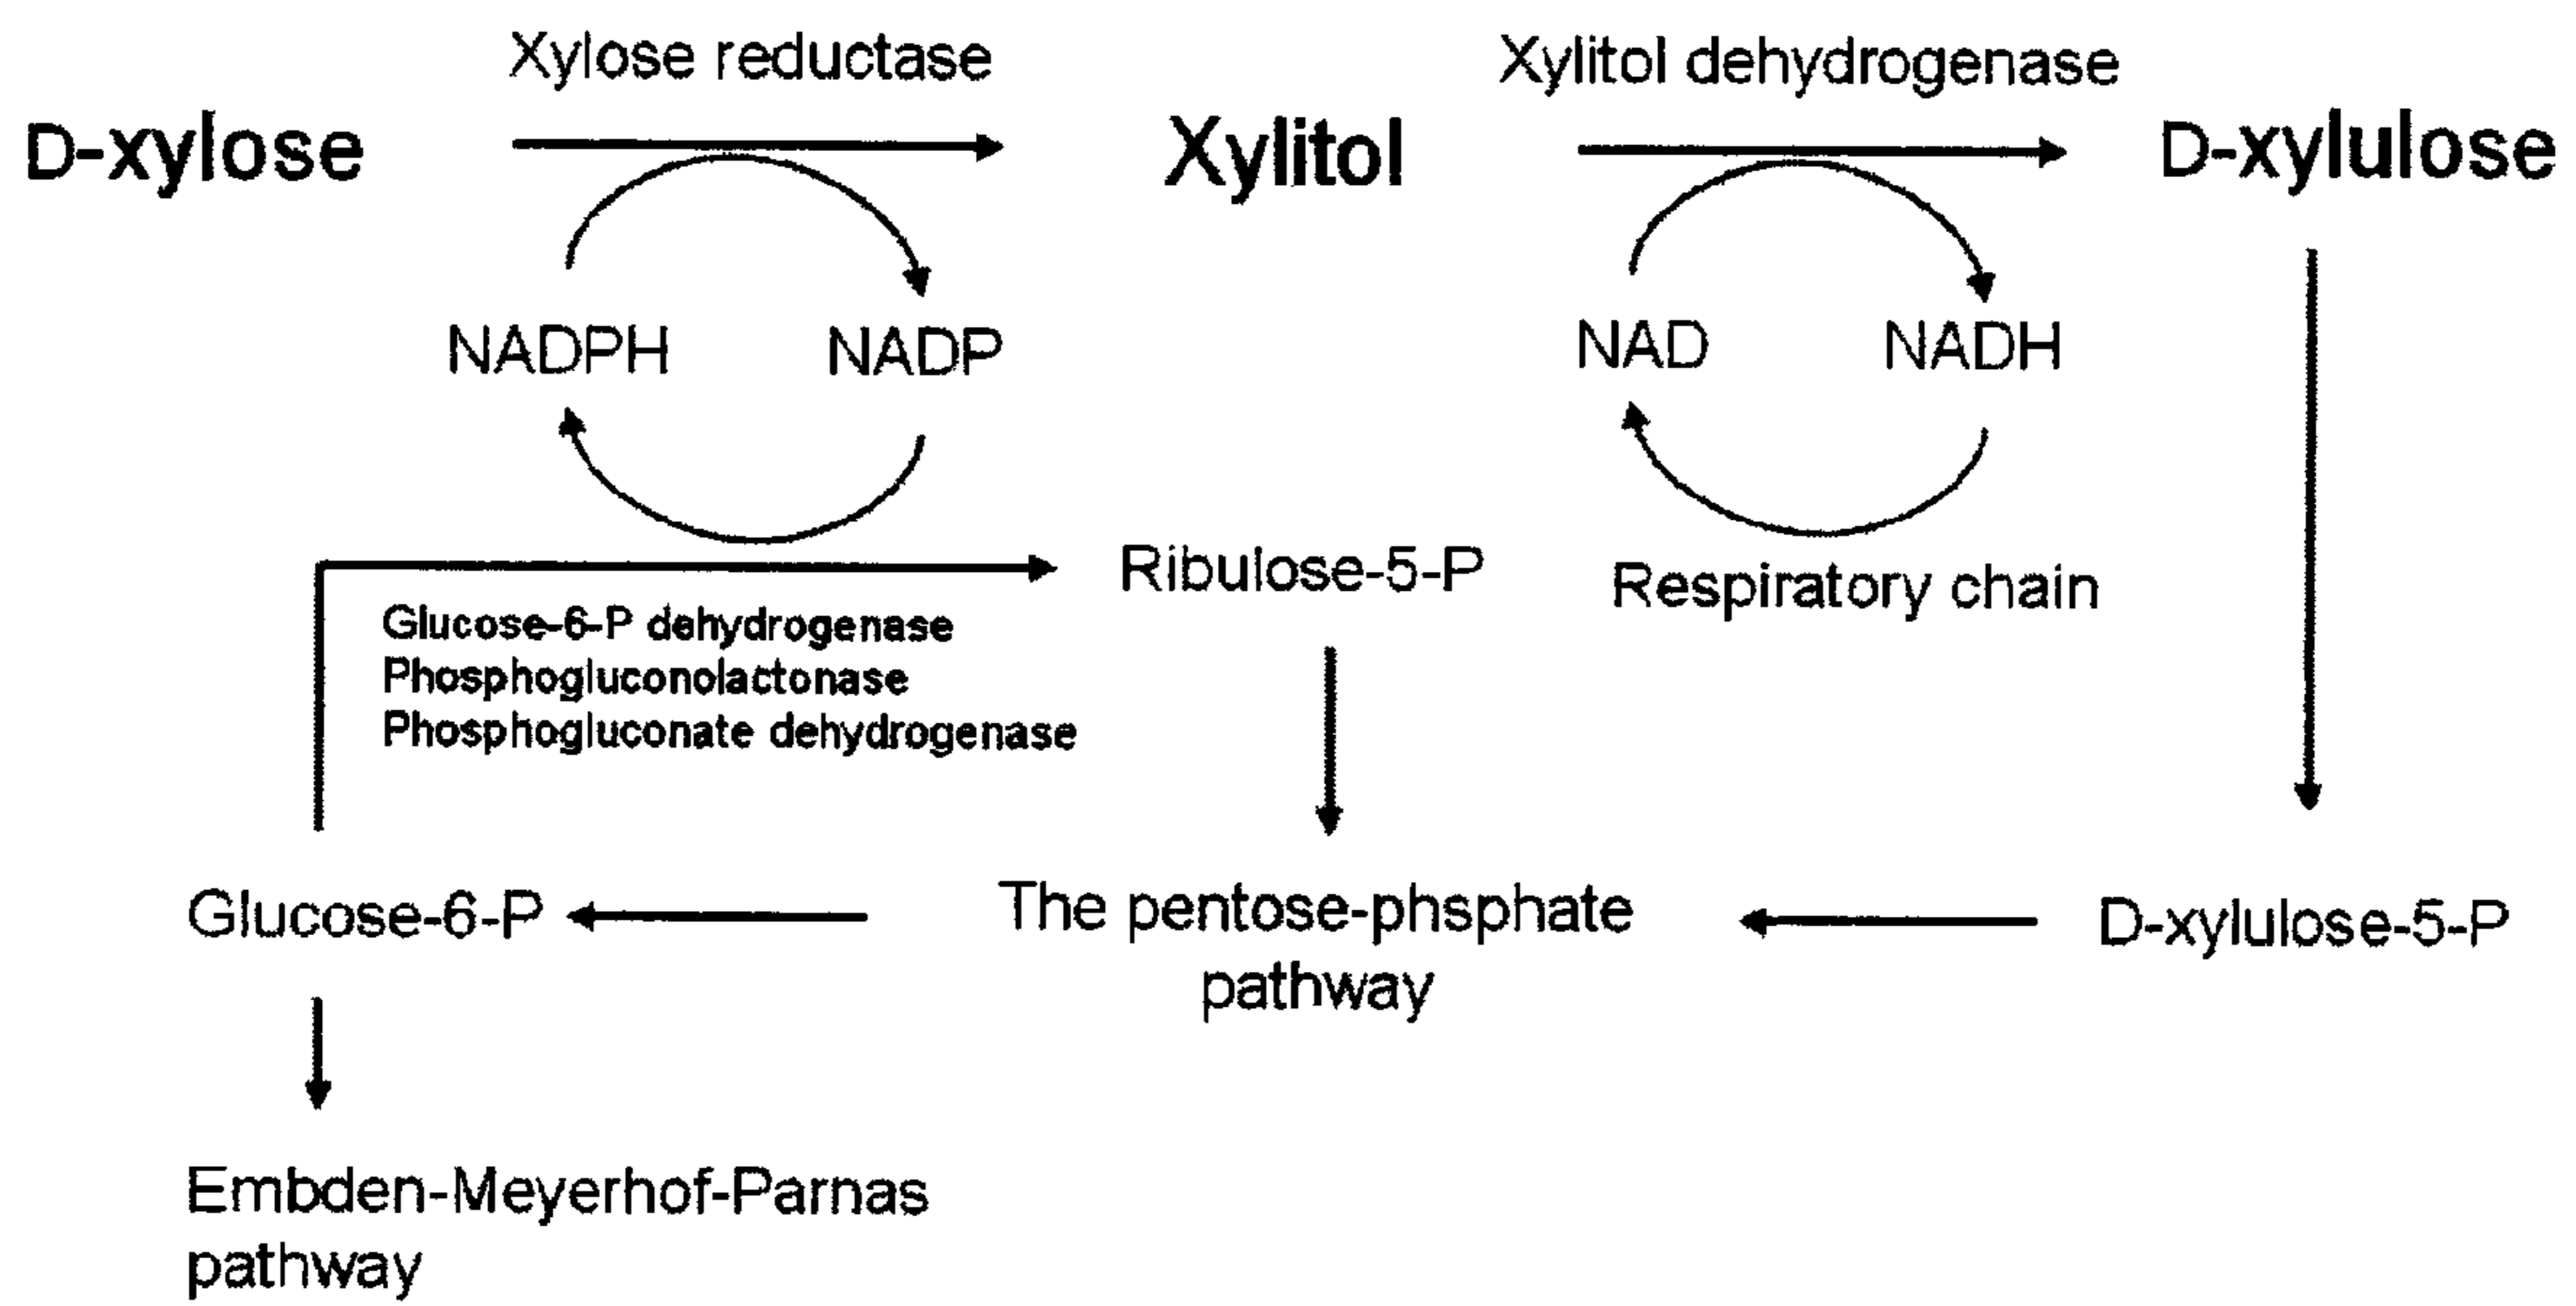 Xylose reductase
Xylitol dehydrogenase
D-xylose
Xylitol
D-xylulose
NADPH
NADP
NAD
NADH
Ribulose-5-P
Respiratory chain
Glucose-6-P dehydrogenase
Phosphogluconolactonase
Phosphogluconate dehydrogenase
Glucose-6-P
The pentose-phsphate
pathway
D-xylulose-5-P
Embden-Meyerhof-Parnas
pathway